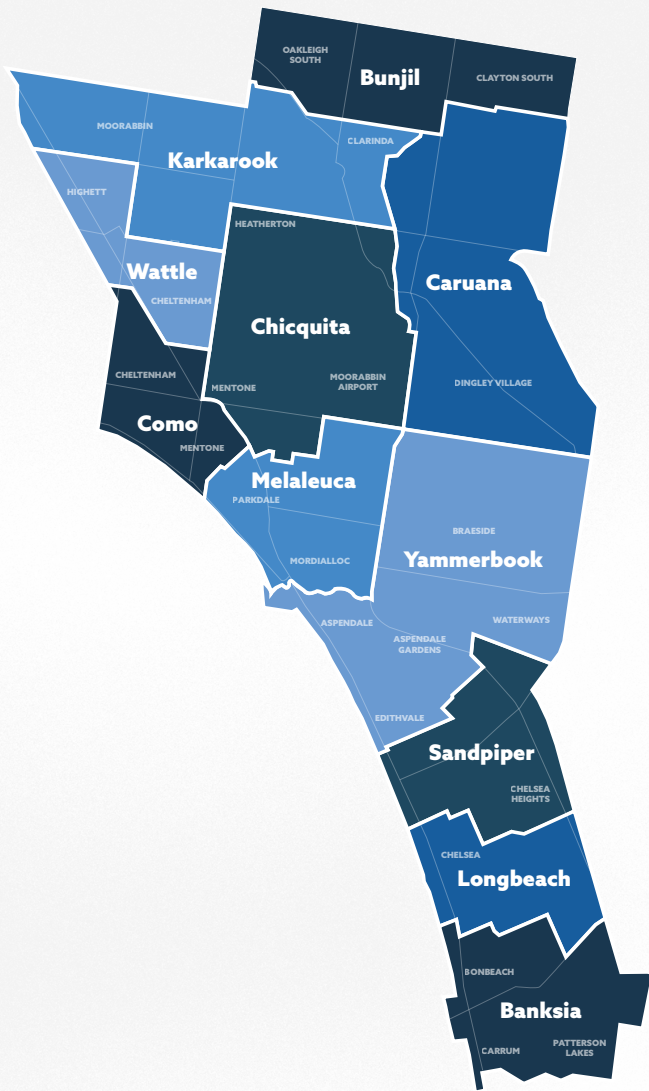 OAKLEIGH
SOUTH
Bunjil
CLAYTON SOUTH
MOORABBIN
CLARINDA
Karkarook
HIGHETT
HEATHERTON
Wattle
CHELTENHAM
Caruana
Chicquita
CHELTENHAM
MENTONE
MOORABBIN
AIRPORT
DINGLEY VILLAGE
Como
MENTONE
Melaleuca
PARKDALE
BRAESIDE
MORDIALLOC
Yammerbook
ASPENDALE
WATERWAYS
ASPENDALE
GARDENS
EDITHVALE
Sandpiper
CHELSEA
HEIGHTS
CHELSEA
Longbeach
BONBEACH
Banksia
CARRUM
PATTERSON
LAKES